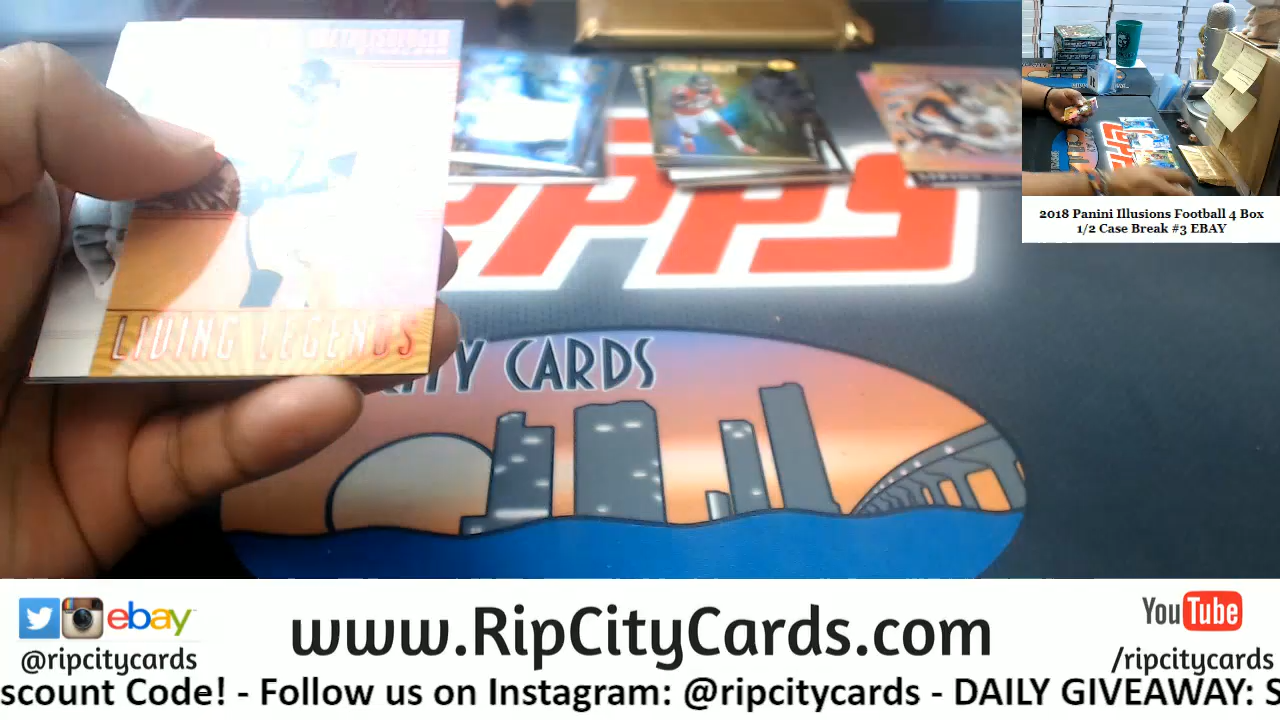 LIVING LEGENDS
CITY CARDS
2018 Panini Illusions Football 4 Box
1/2 Case Break #3 EBAY
ebay
www.RipCityCards.com
YouTube
@ripcitycards
/ripcitycards
scount Code! - Follow us on Instagram: @ripcitycards - DAILY GIVEAWAY: S